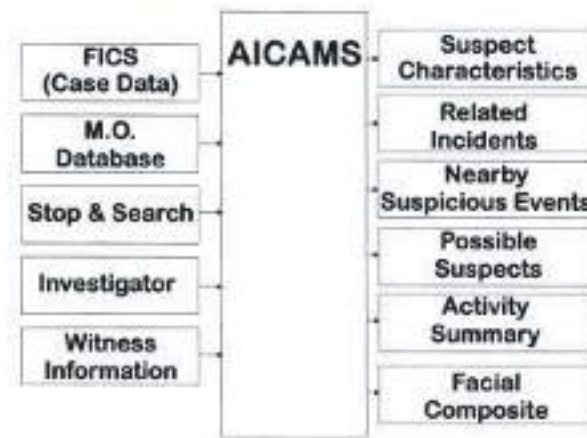 FICS
(Case Data)
M.O.
Database
Stop & Search
Investigator
Witness
Information
AICAMS
Suspect
Characteristics
Related
Incidents
Nearby
Suspicious Events
Possible
Suspects
Activity
Summary
Facial
Composite